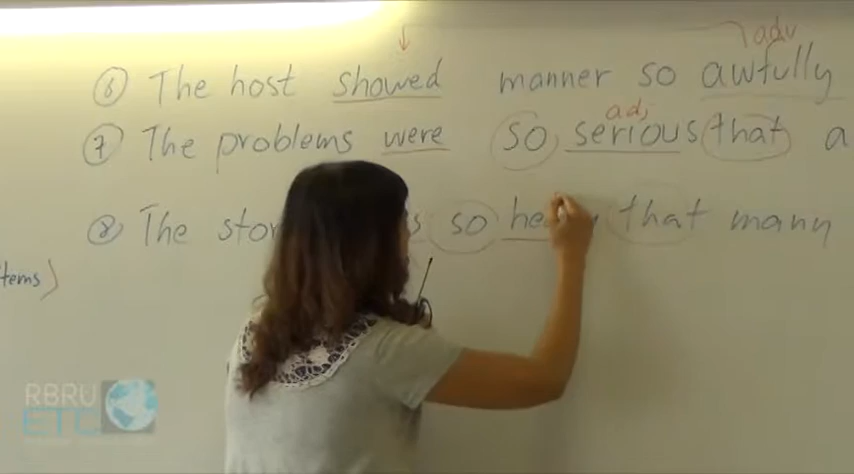 adv
⑥ The host showed manner so awfully
adj
⑦ The problems were so serious that a
⑧ The so that many
tems)
RBRU
ETC